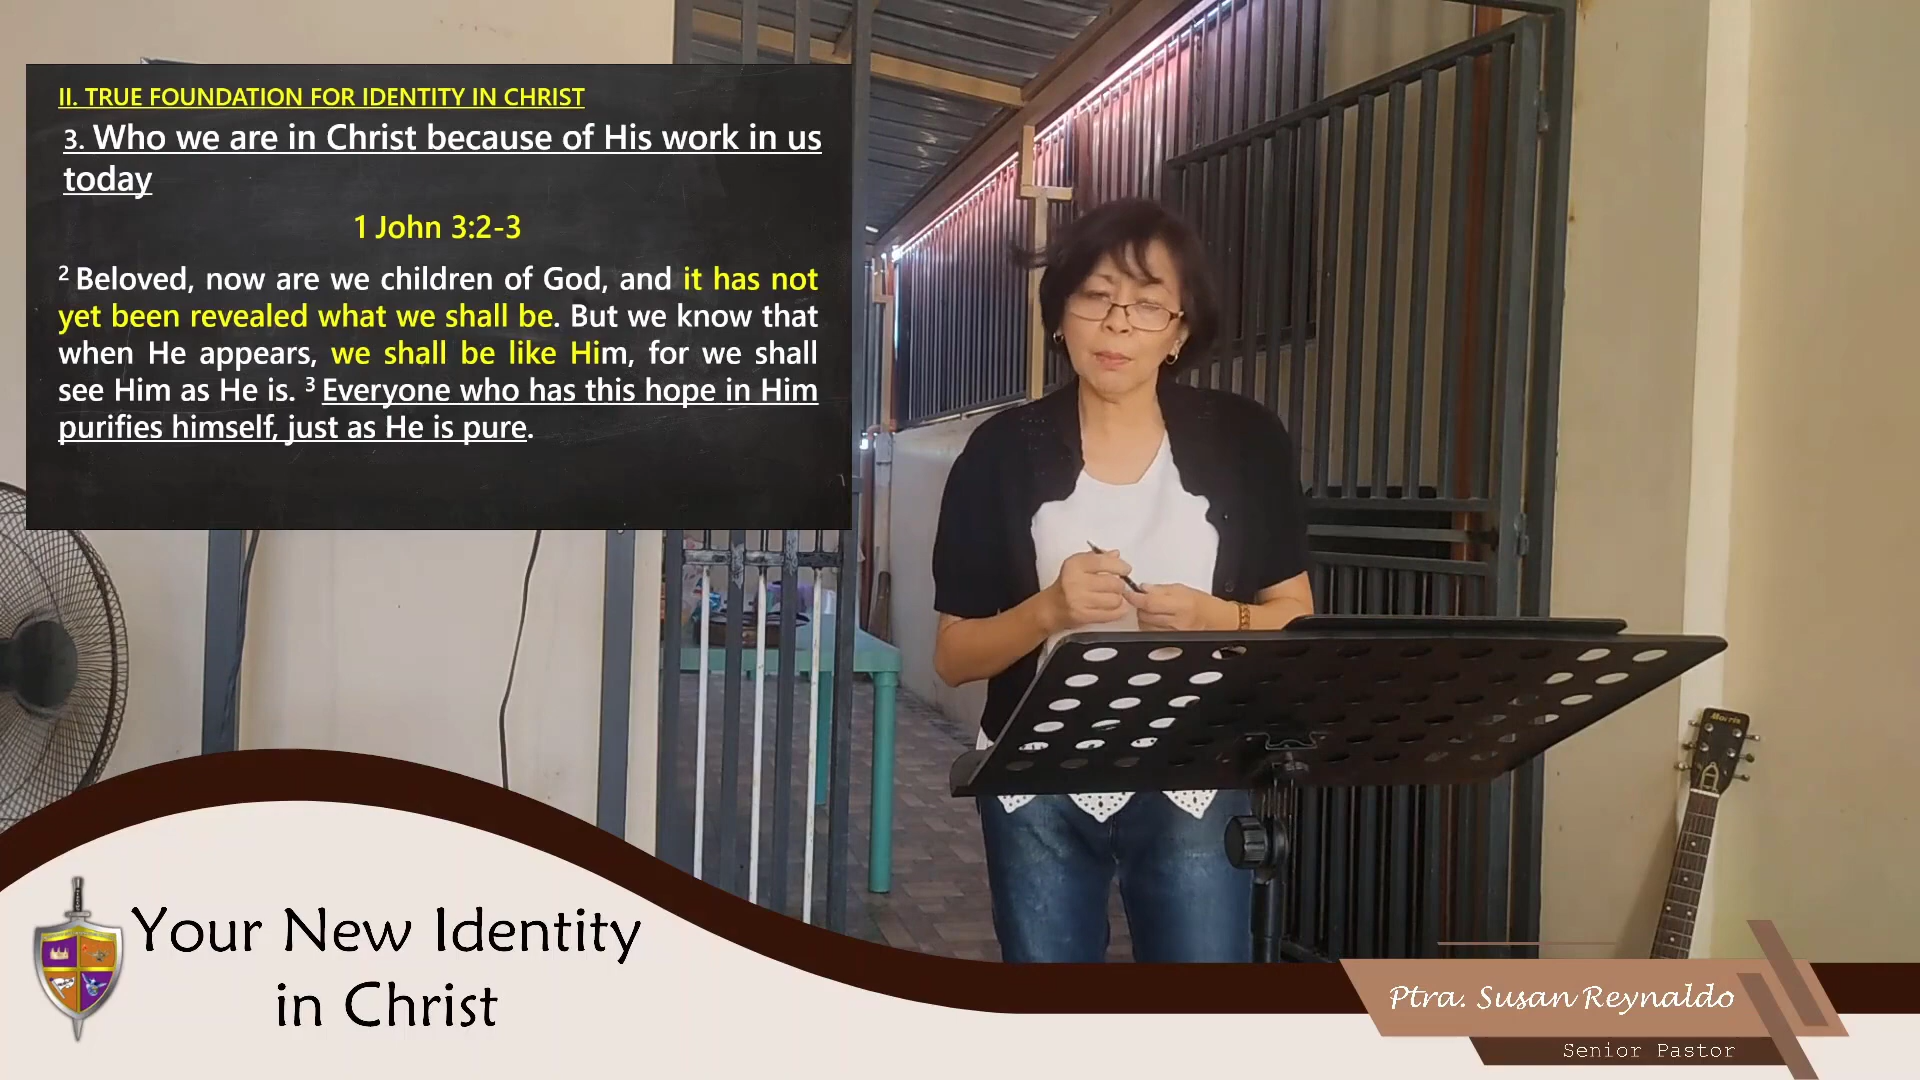 II. TRUE FOUNDATION FOR IDENTITY IN CHRIST
3. Who we are in Christ because of His work in us
today
1 John 3:2-3
2 Beloved, now are we children of God, and it has not
yet been revealed what we shall be. But we know that
when He appears, we shall be like Him, for we shall
see Him as He is. 3 Everyone who has this hope in Him
purifies himself, just as He is pure.
Morris
Your New Identity
in Christ
Ptra. Susan Reynaldo
Senior Pastor